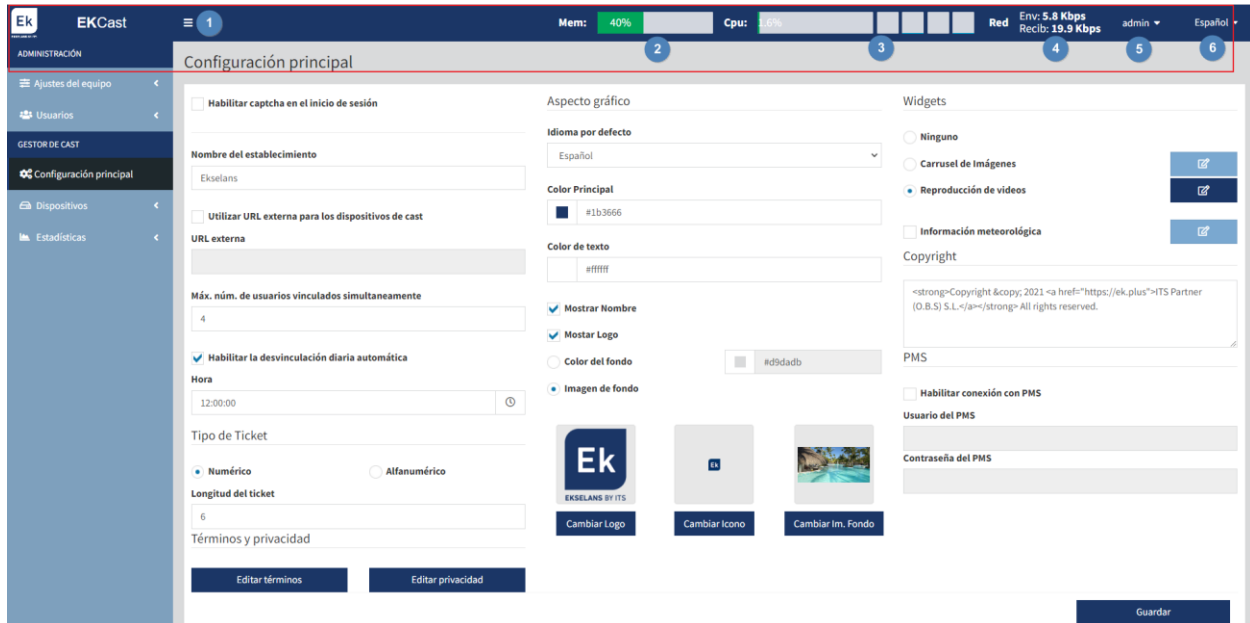 Ek
EKCast
1
Mem: 40%
Cpu: 1.6%
Red
Env: 5.8 Kbps
Recib: 19.9 Kbps
admin
Español
2
3
4
5
6
ADMINISTRACIÓN
Ajustes del equipo
Usuarios
GESTOR DE CAST
Configuración principal
Dispositivos
Estadísticas
Configuración principal
Habilitar captcha en el inicio de sesión
Nombre del establecimiento
Ekselans
Utilizar URL externa para los dispositivos de cast
URL externa
Máx. núm. de usuarios vinculados simultaneamente
4
Habilitar la desvinculación diaria automática
Hora
12:00:00
Tipo de Ticket
Numérico
Alfanumérico
Longitud del ticket
6
Términos y privacidad
Editar términos
Editar privacidad
Aspecto gráfico
Idioma por defecto
Español
Color Principal
#1b3666
Color de texto
#ffffff
Mostrar Nombre
Mostar Logo
Color del fondo
#d9dadb
Imagen de fondo
Ek
EKSELANS BY ITS
Ek
Cambiar Logo
Cambiar Icono
Cambiar Im. Fondo
Widgets
Ninguno
Carrusel de Imágenes
Reproducción de videos
Información meteorológica
Copyright
<strong>Copyright &copy; 2021 <a href="https://ek.plus">ITS Partner
(O.B.S) S.L.</a></strong> All rights reserved.
PMS
Habilitar conexión con PMS
Usuario del PMS
Contraseña del PMS
Guardar